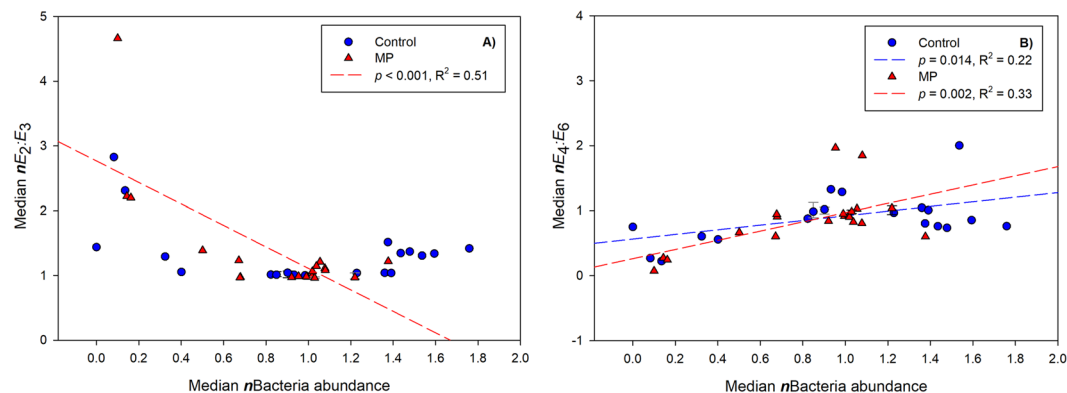 5
4
3
2
1
0
Median nE₂:E₃
0.0 0.2 0.4 0.6 0.8 1.0 1.2 1.4 1.6 1.8 2.0
Median nBacteria abundance
Control A)
MP
p < 0.001, R² = 0.51
4
3
2
1
0
-1
Median nE₄:E₆
0.0 0.2 0.4 0.6 0.8 1.0 1.2 1.4 1.6 1.8 2.0
Median nBacteria abundance
Control B)
p = 0.014, R² = 0.22
MP
p = 0.002, R² = 0.33